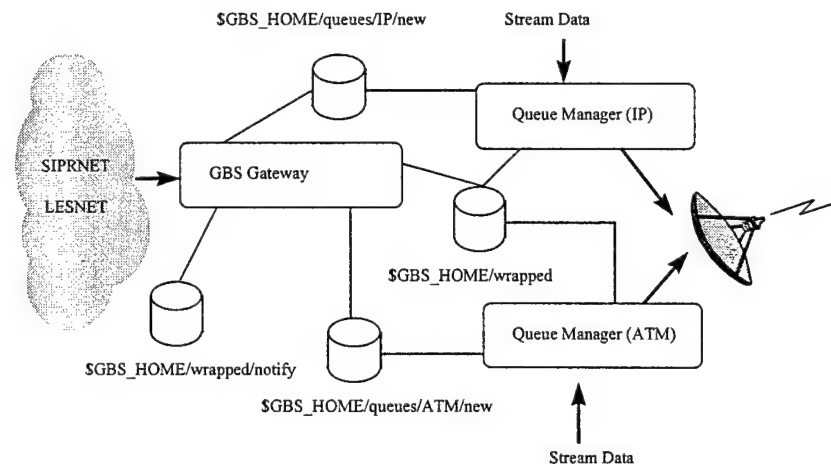 $GBS_HOME/queues/IP/new
Stream Data
Queue Manager (IP)
SIPRNET
LESNET
GBS Gateway
$GBS_HOME/wrapped
Queue Manager (ATM)
$GBS_HOME/wrapped/notify
$GBS_HOME/queues/ATM/new
Stream Data